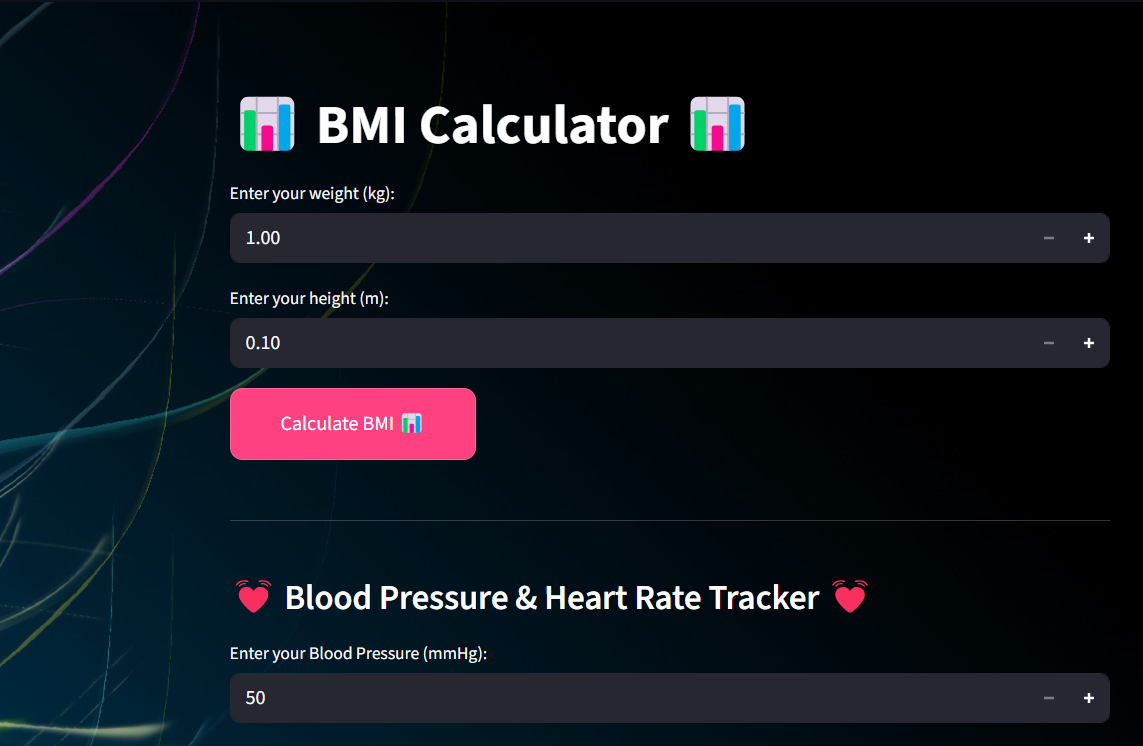 BMI Calculator
Enter your weight (kg):
1.00
Enter your height (m):
0.10
Calculate BMI
Blood Pressure & Heart Rate Tracker
Enter your Blood Pressure (mmHg):
50